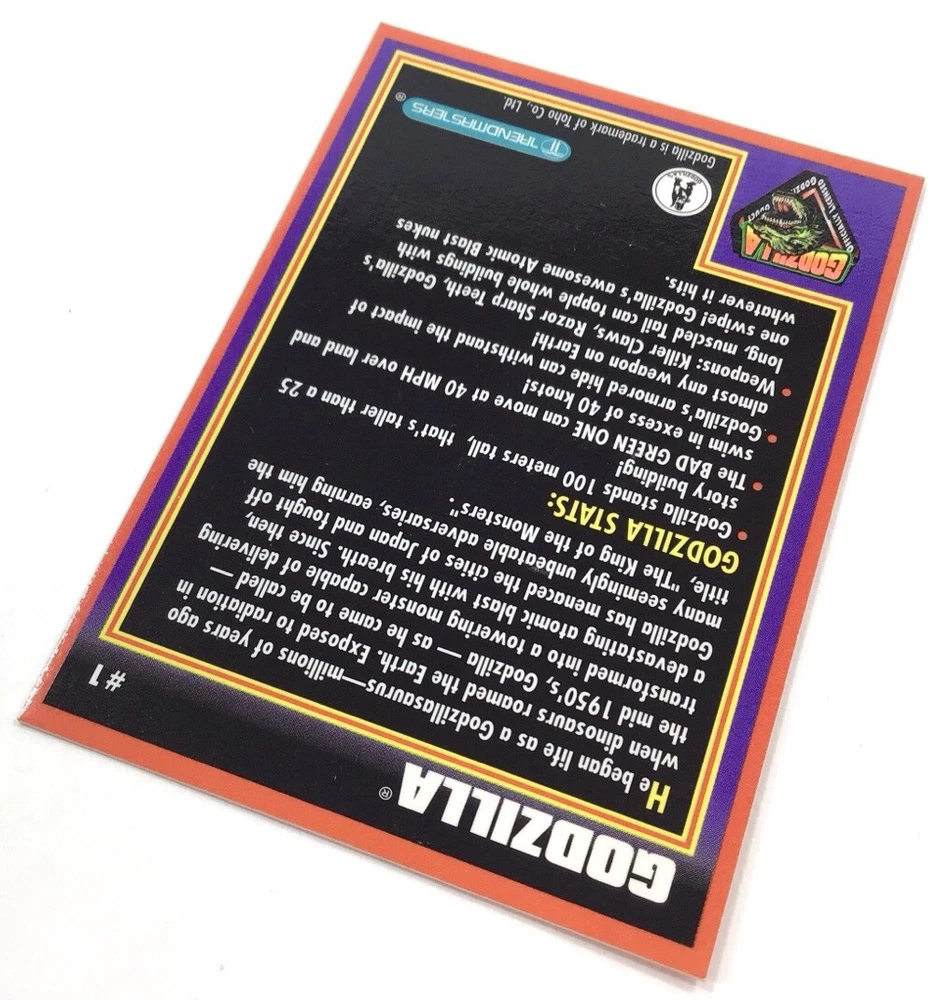 GODZILLA®
#1
He began life as a Godzillasaurus—millions of years ago
when dinosaurs roamed the Earth. Exposed to radiation in
the mid 1950's, Godzilla — as he came to be called —
transformed into a towering monster capable of delivering
a devastating atomic blast with his breath. Since then,
Godzilla has menaced the cities of Japan and fought off
many seemingly unbeatable adversaries, earning him the
title, "The King of the Monsters".
GODZILLA STATS:
• Godzilla stands 100 meters tall, that's taller than a 25
story building!
• The BAD GREEN ONE can move at 40 MPH over land and
swim in excess of 40 knots!
• Godzilla's armored hide can withstand the impact of
almost any weapon on Earth!
• Weapons: Killer Claws, Razor Sharp Teeth, Godzilla's
long, muscled Tail can topple whole buildings with
one swipe! Godzilla's awesome Atomic Blast nukes
whatever it hits.
GODZILLA
OFFICIALLY LICENSED GODZILLA
Godzilla is a trademark of Toho Co., Ltd.
TRENDMASTERS®